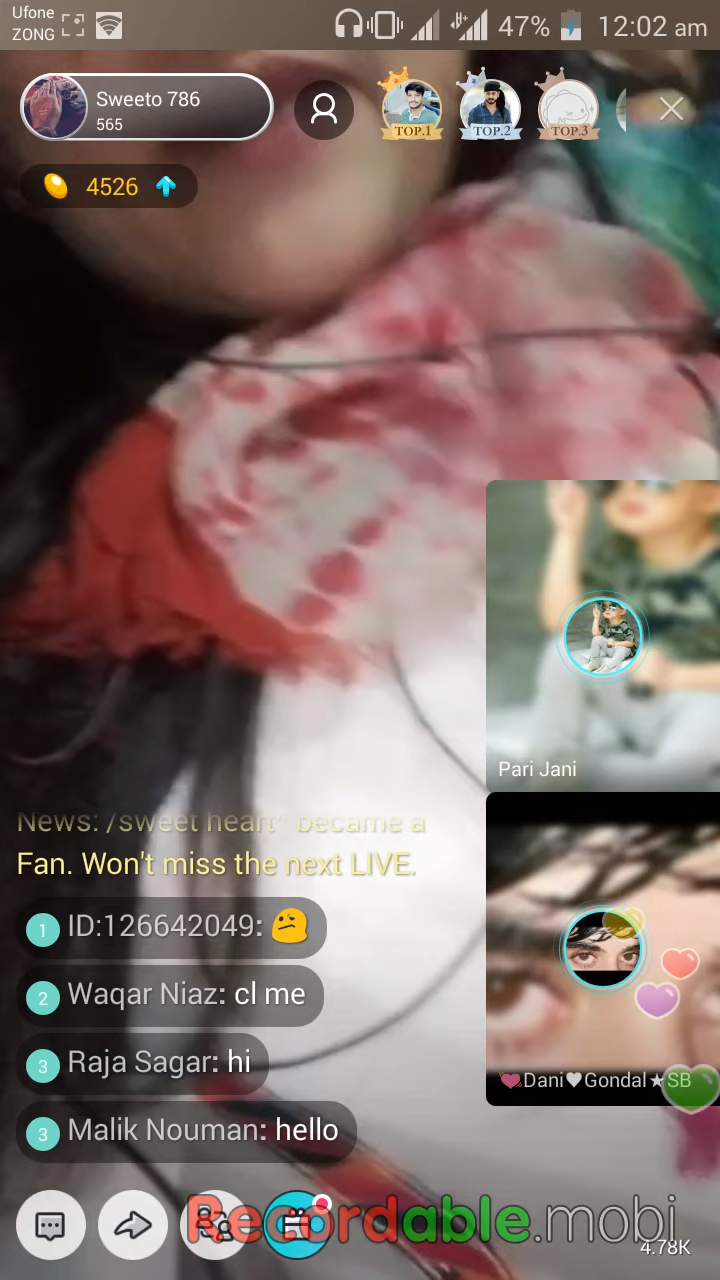 Ufone
ZONG
47%
12:02 am
Sweeto 786
565
TOP.1
TOP.2
TOP.3
4526
News: /sweet heart* became a
Fan. Won't miss the next LIVE.
Pari Jani
1 ID:126642049:
2 Waqar Niaz: cl me
3 Raja Sagar: hi
3 Malik Nouman: hello
Dani♥Gondal★SB
Recordable.mobi
4.78K